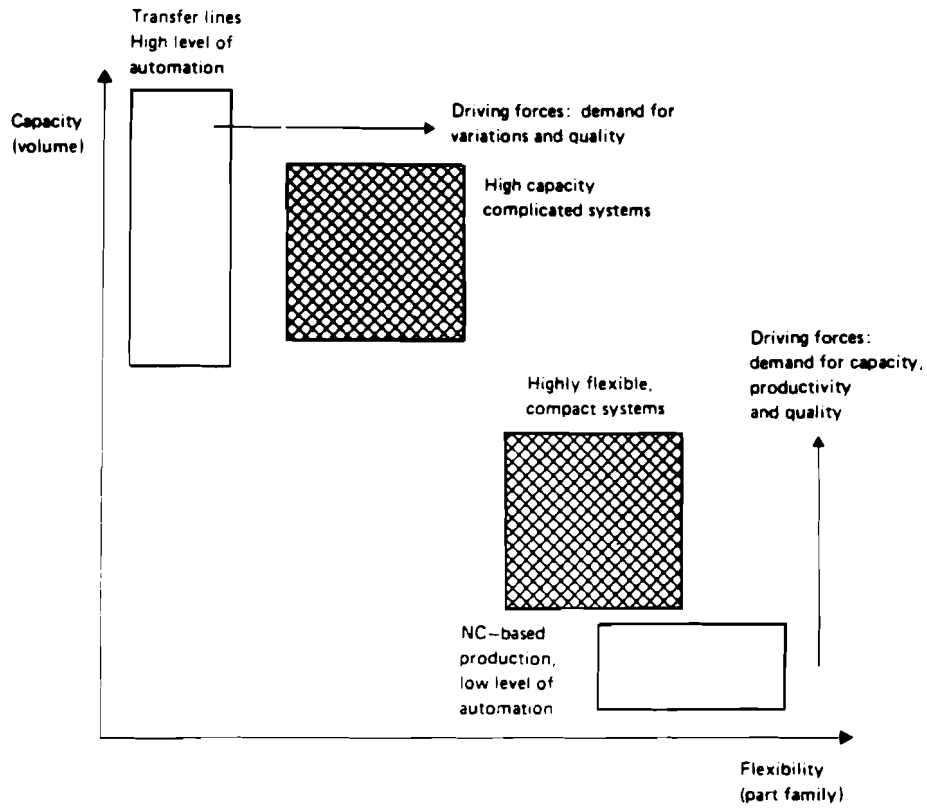 Transfer lines
High level of
automation
Capacity
(volume)
Driving forces: demand for
variations and quality
High capacity
complicated systems
Driving forces:
demand for capacity,
productivity
and quality
Highly flexible,
compact systems
NC-based
production,
low level of
automation
Flexibility
(part family)